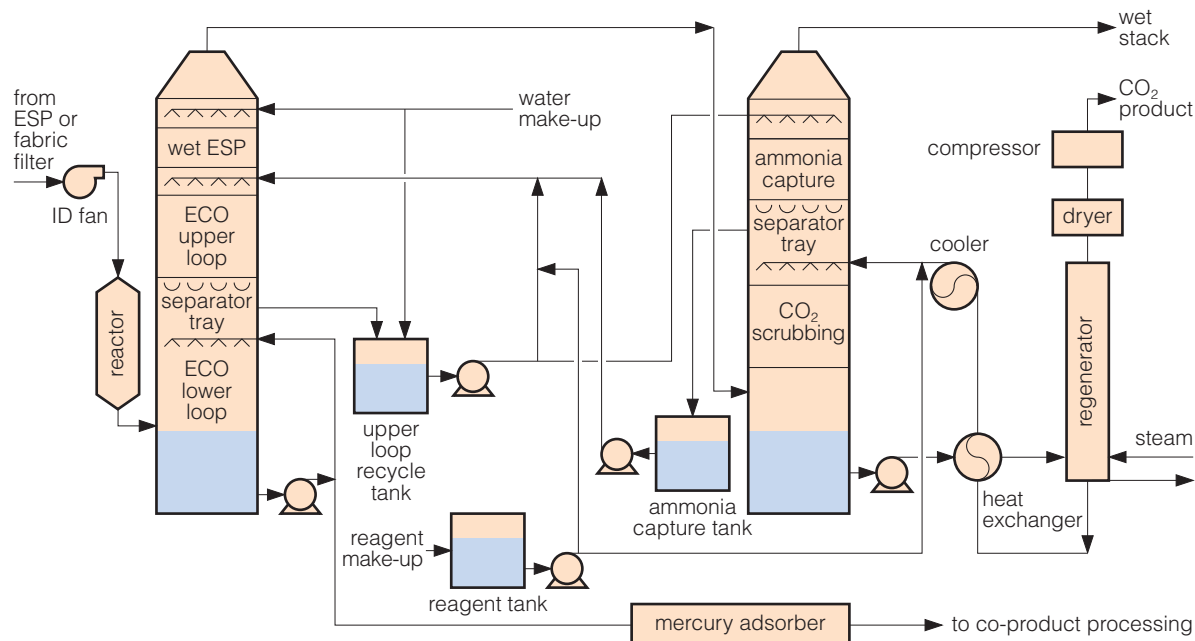 from
ESP or
fabric
filter
ID fan
reactor
wet ESP
ECO
upper
loop
separator
tray
ECO
lower
loop
water
make-up
upper
loop
recycle
tank
reagent
make-up
reagent tank
ammonia
capture tank
mercury adsorber
to co-product processing
ammonia
capture
separator
tray
CO₂
scrubbing
wet
stack
CO₂
product
compressor
dryer
cooler
regenerator
steam
heat
exchanger